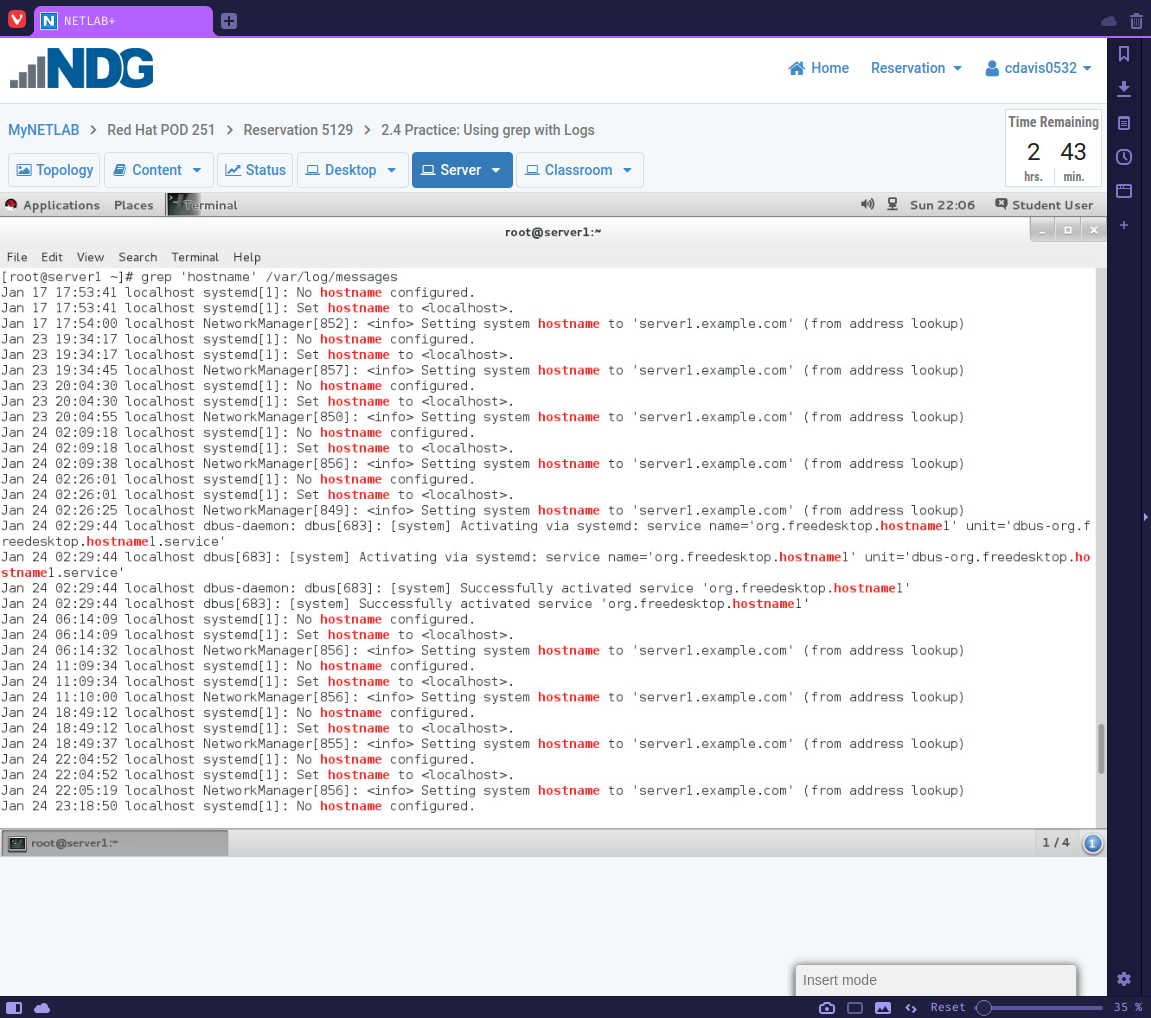 NETLAB+
NDG
Home Reservation cdavis0532
MyNETLAB > Red Hat POD 251 > Reservation 5129 > 2.4 Practice: Using grep with Logs
Time Remaining
2 43
hrs. min.
Topology Content Status Desktop Server Classroom
Applications Places Terminal Sun 22:06 Student User
root@server1:~
File Edit View Search Terminal Help
[root@server1 ~]# grep 'hostname' /var/log/messages
Jan 17 17:53:41 localhost systemd[1]: No hostname configured.
Jan 17 17:53:41 localhost systemd[1]: Set hostname to <localhost>.
Jan 17 17:54:00 localhost NetworkManager[852]: <info> Setting system hostname to 'server1.example.com' (from address lookup)
Jan 23 19:34:17 localhost systemd[1]: No hostname configured.
Jan 23 19:34:17 localhost systemd[1]: Set hostname to <localhost>.
Jan 23 19:34:45 localhost NetworkManager[857]: <info> Setting system hostname to 'server1.example.com' (from address lookup)
Jan 23 20:04:30 localhost systemd[1]: No hostname configured.
Jan 23 20:04:30 localhost systemd[1]: Set hostname to <localhost>.
Jan 23 20:04:55 localhost NetworkManager[850]: <info> Setting system hostname to 'server1.example.com' (from address lookup)
Jan 24 02:09:18 localhost systemd[1]: No hostname configured.
Jan 24 02:09:18 localhost systemd[1]: Set hostname to <localhost>.
Jan 24 02:09:38 localhost NetworkManager[856]: <info> Setting system hostname to 'server1.example.com' (from address lookup)
Jan 24 02:26:01 localhost systemd[1]: No hostname configured.
Jan 24 02:26:01 localhost systemd[1]: Set hostname to <localhost>.
Jan 24 02:26:25 localhost NetworkManager[849]: <info> Setting system hostname to 'server1.example.com' (from address lookup)
Jan 24 02:29:44 localhost dbus-daemon: dbus[683]: [system] Activating via systemd: service name='org.freedesktop.hostname1' unit='dbus-org.f
reedesktop.hostname1.service'
Jan 24 02:29:44 localhost dbus[683]: [system] Activating via systemd: service name='org.freedesktop.hostname1' unit='dbus-org.freedesktop.ho
stname1.service'
Jan 24 02:29:44 localhost dbus-daemon: dbus[683]: [system] Successfully activated service 'org.freedesktop.hostname1'
Jan 24 02:29:44 localhost dbus[683]: [system] Successfully activated service 'org.freedesktop.hostname1'
Jan 24 06:14:09 localhost systemd[1]: No hostname configured.
Jan 24 06:14:09 localhost systemd[1]: Set hostname to <localhost>.
Jan 24 06:14:32 localhost NetworkManager[856]: <info> Setting system hostname to 'server1.example.com' (from address lookup)
Jan 24 11:09:34 localhost systemd[1]: No hostname configured.
Jan 24 11:09:34 localhost systemd[1]: Set hostname to <localhost>.
Jan 24 11:10:00 localhost NetworkManager[856]: <info> Setting system hostname to 'server1.example.com' (from address lookup)
Jan 24 18:49:12 localhost systemd[1]: No hostname configured.
Jan 24 18:49:12 localhost systemd[1]: Set hostname to <localhost>.
Jan 24 18:49:37 localhost NetworkManager[855]: <info> Setting system hostname to 'server1.example.com' (from address lookup)
Jan 24 22:04:52 localhost systemd[1]: No hostname configured.
Jan 24 22:04:52 localhost systemd[1]: Set hostname to <localhost>.
Jan 24 22:05:19 localhost NetworkManager[856]: <info> Setting system hostname to 'server1.example.com' (from address lookup)
Jan 24 23:18:50 localhost systemd[1]: No hostname configured.
root@server1:~ 1 / 4 1
Insert mode
Reset 35 %